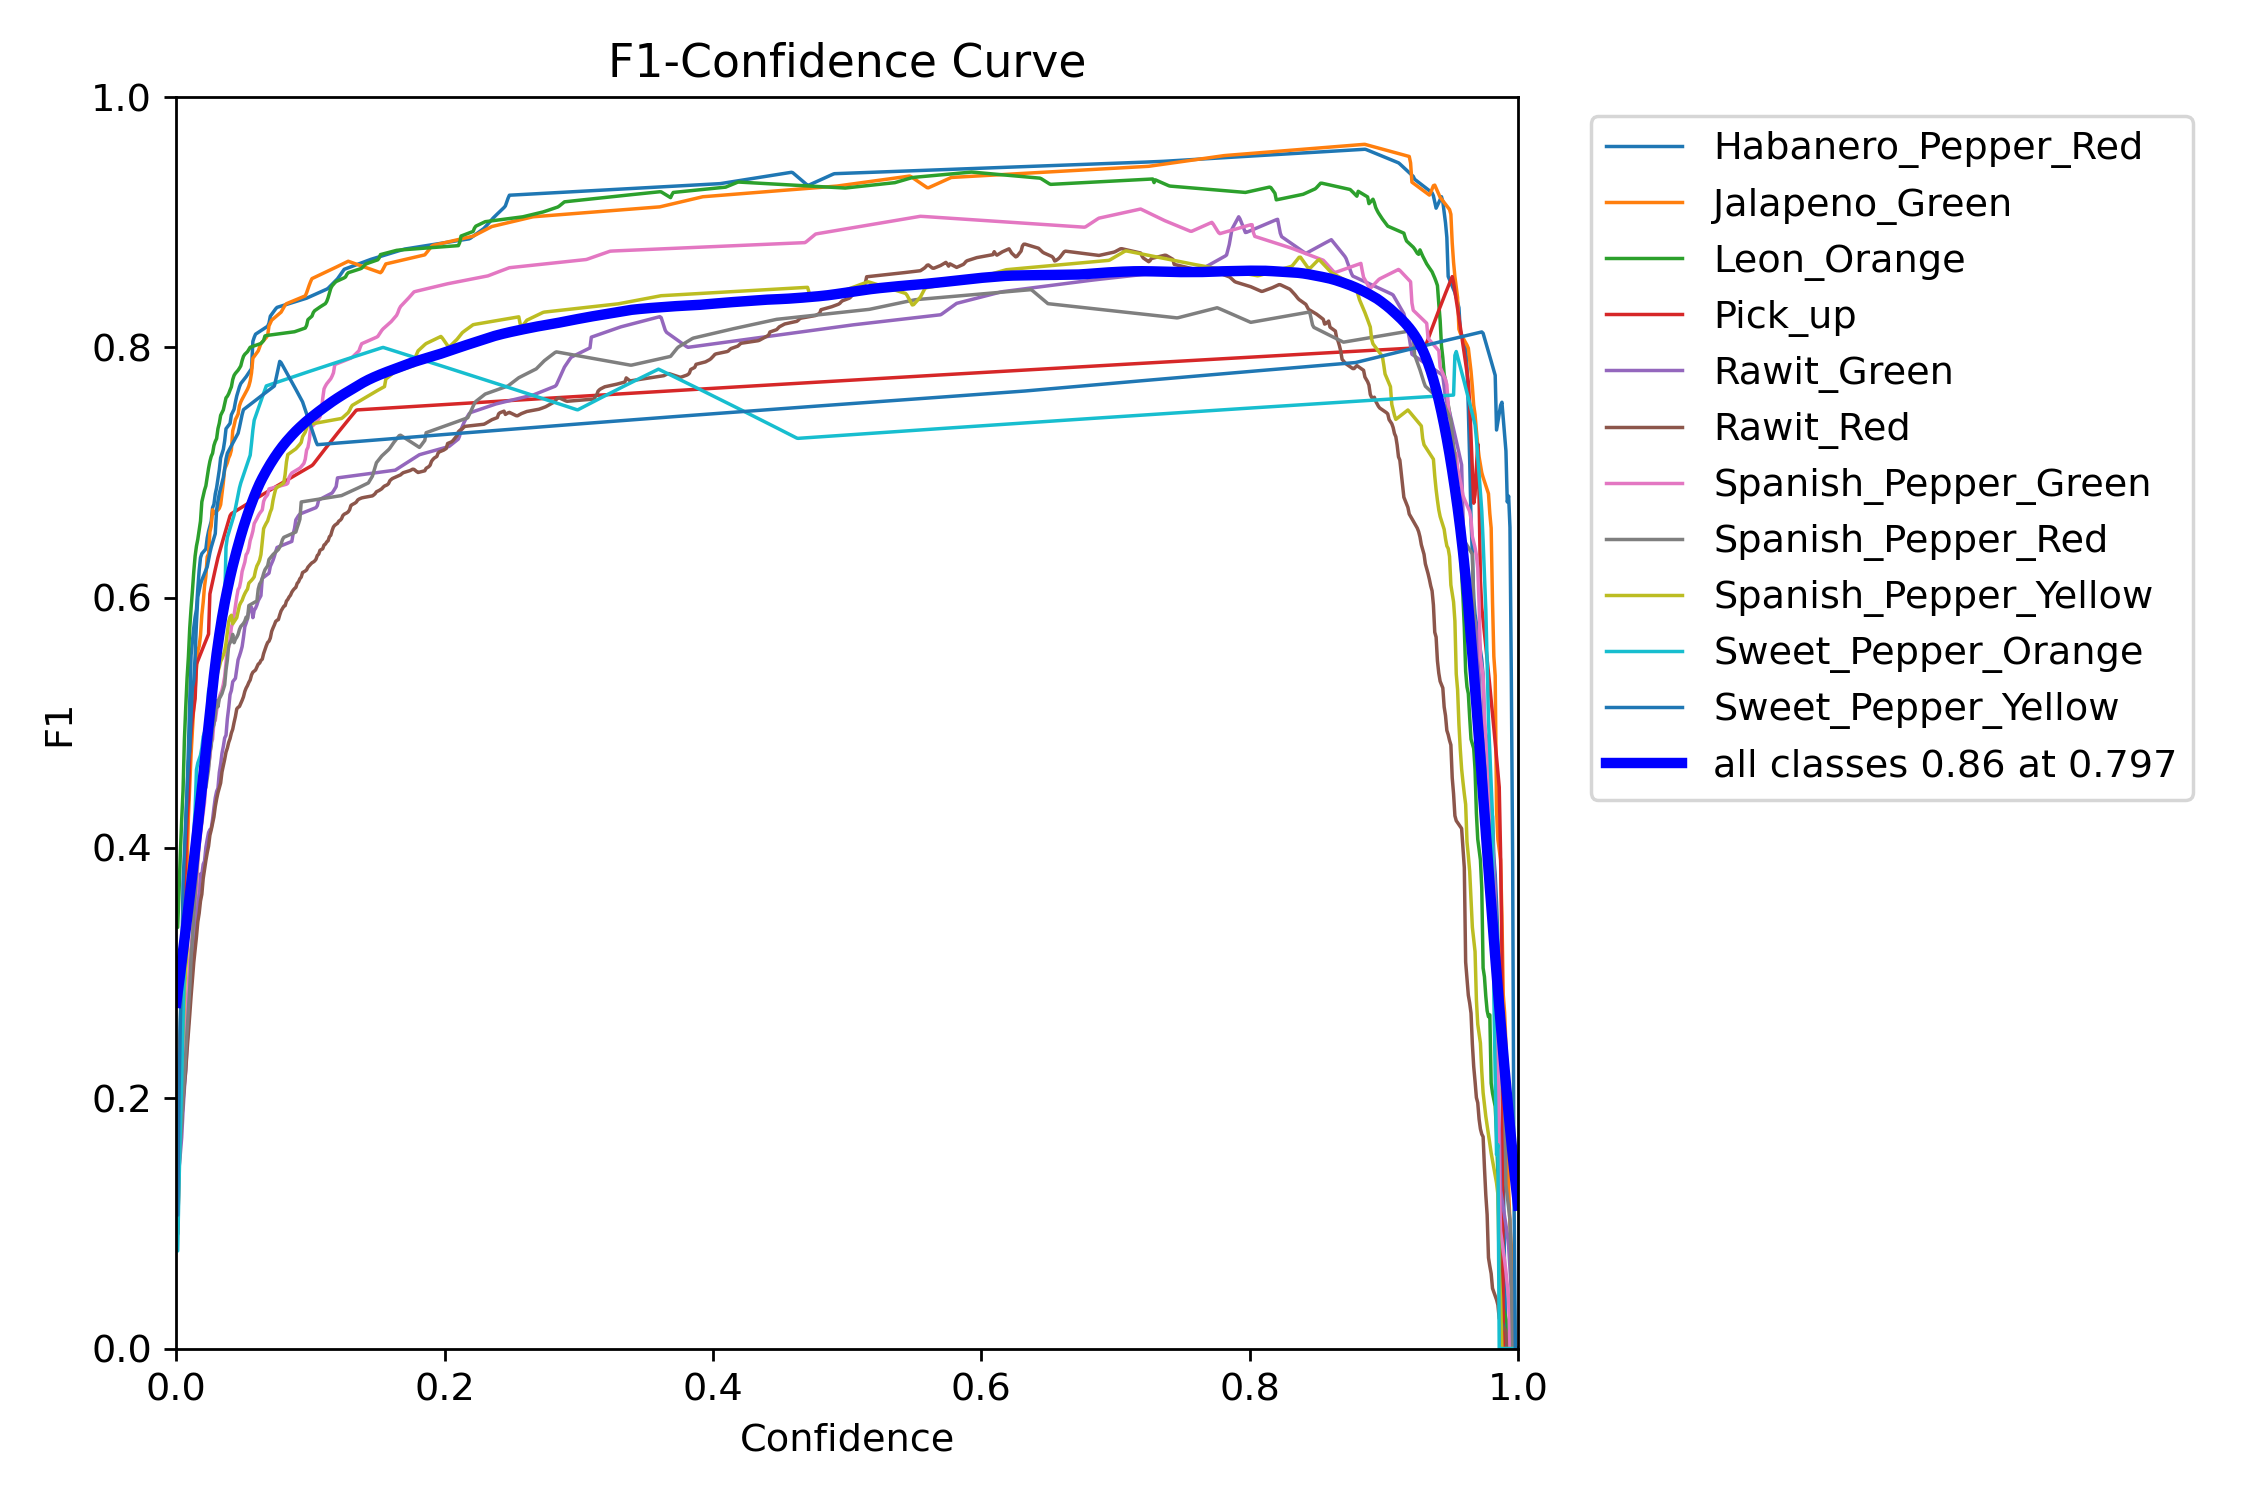 F1-Confidence Curve
1.0
0.8
0.6
0.4
0.2
0.0
F1
0.0 0.2 0.4 0.6 0.8 1.0
Confidence
Habanero_Pepper_Red
Jalapeno_Green
Leon_Orange
Pick_up
Rawit_Green
Rawit_Red
Spanish_Pepper_Green
Spanish_Pepper_Red
Spanish_Pepper_Yellow
Sweet_Pepper_Orange
Sweet_Pepper_Yellow
all classes 0.86 at 0.797